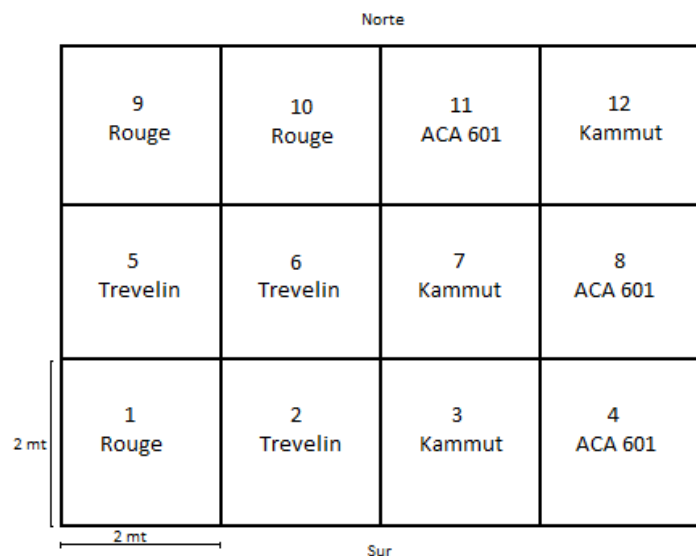 Norte
9
Rouge
10
Rouge
11
ACA 601
12
Kammut
5
Trevelin
6
Trevelin
7
Kammut
8
ACA 601
1
Rouge
2
Trevelin
3
Kammut
4
ACA 601
2 mt
2 mt
Sur